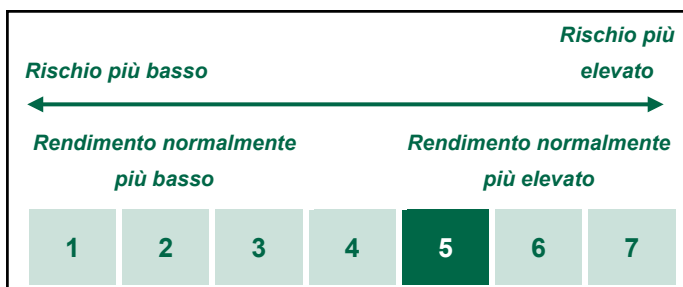 Rischio più
Rischio più basso
elevato
Rendimento normalmente
più basso
Rendimento normalmente
più elevato
1 2 3 4 5 6 7